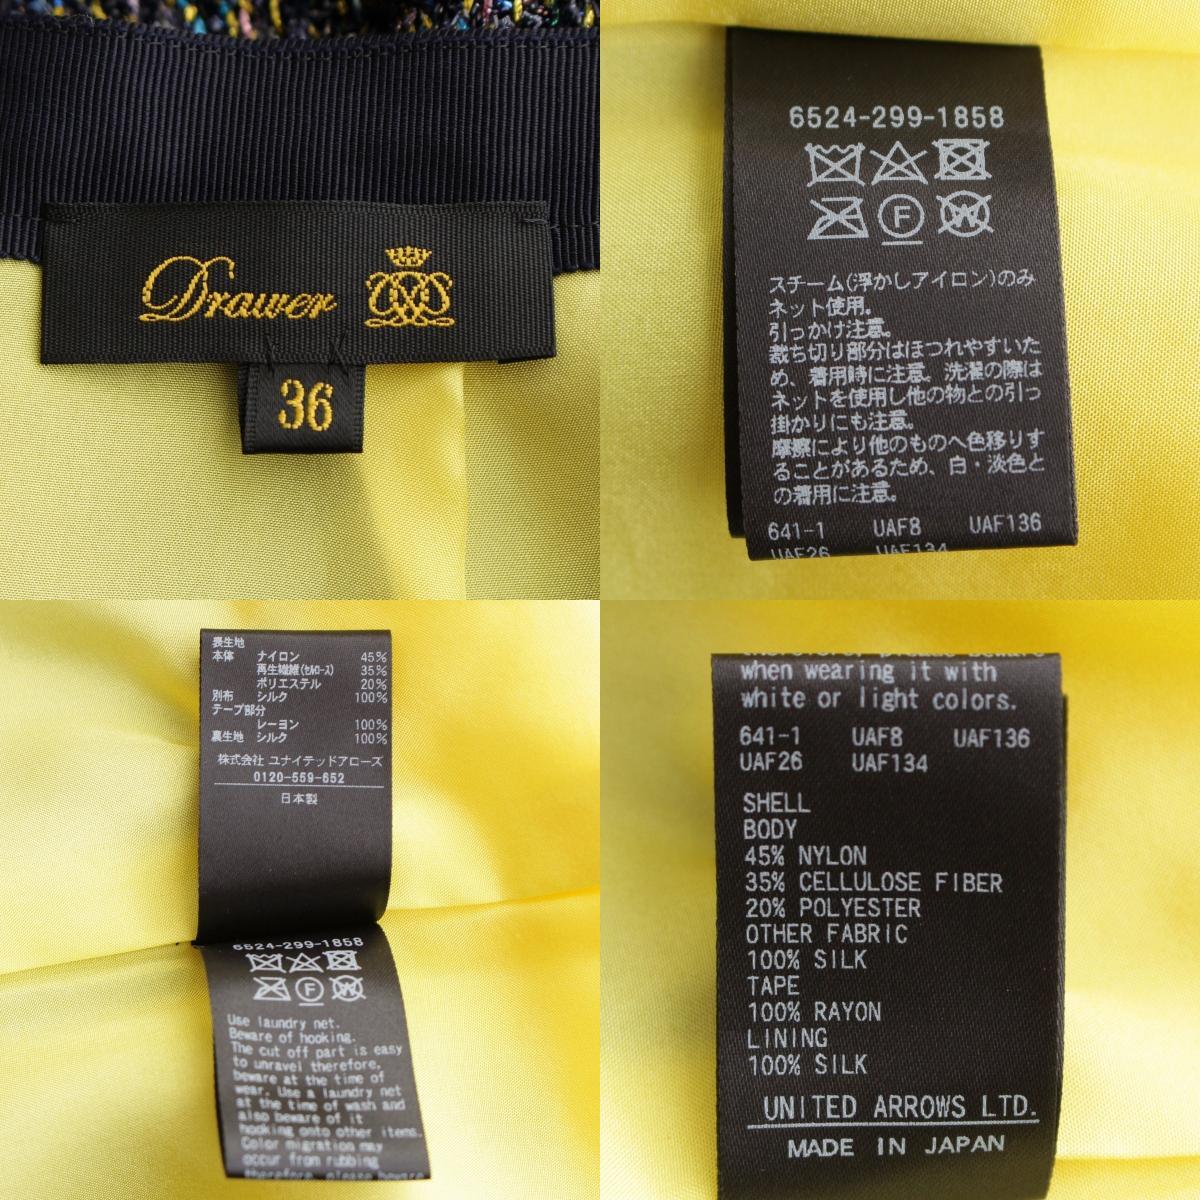 Drawer
36
6524-299-1858
F
W
スチーム(浮かしアイロン)のみ
ネット使用。
引っかけ注意。
裁ち切り部分はほつれやすいた
め、着用時に注意。洗濯の際は
ネットを使用し他の物との引っ
掛かりにも注意。
摩擦により他のものへ色移りす
ることがあるため、白・淡色と
の着用に注意。
641-1 UAF8 UAF136
UAF26 UAF134
表生地
本体 ナイロン 45%
再生繊維(セルロース) 35%
ポリエステル 20%
別布 シルク 100%
テープ部分
レーヨン 100%
裏生地 シルク 100%
株式会社 ユナイテッドアローズ
0120-559-652
日本製
6524-299-1858
F
W
Use laundry net.
Beware of hooking.
The cut off part is easy
to unravel therefore,
beware at the time of
wear. Use a laundry net
at the time of wash and
also beware of it
hooking onto other items.
Color migration may
occur from rubbing
therefore, please beware
when wearing it with
white or light colors.
641-1 UAF8 UAF136
UAF26 UAF134
SHELL
BODY
45% NYLON
35% CELLULOSE FIBER
20% POLYESTER
OTHER FABRIC
100% SILK
TAPE
100% RAYON
LINING
100% SILK
UNITED ARROWS LTD.
MADE IN JAPAN